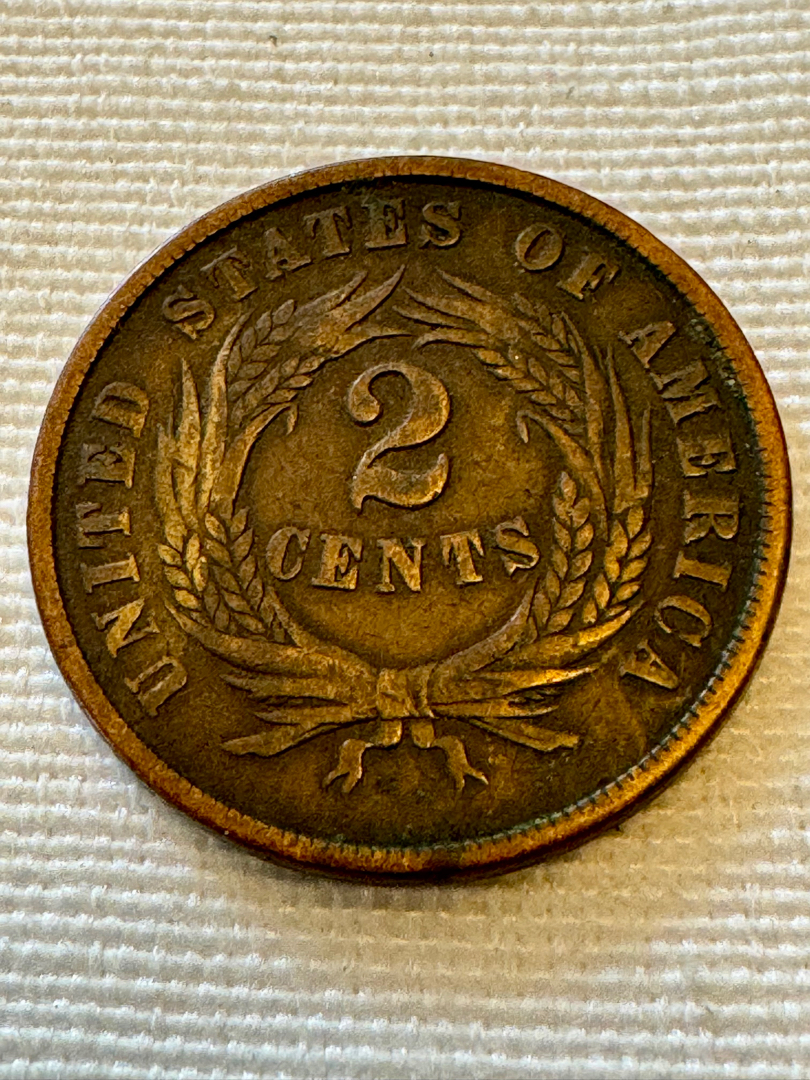 UNITED STATES OF AMERICA
2
CENTS